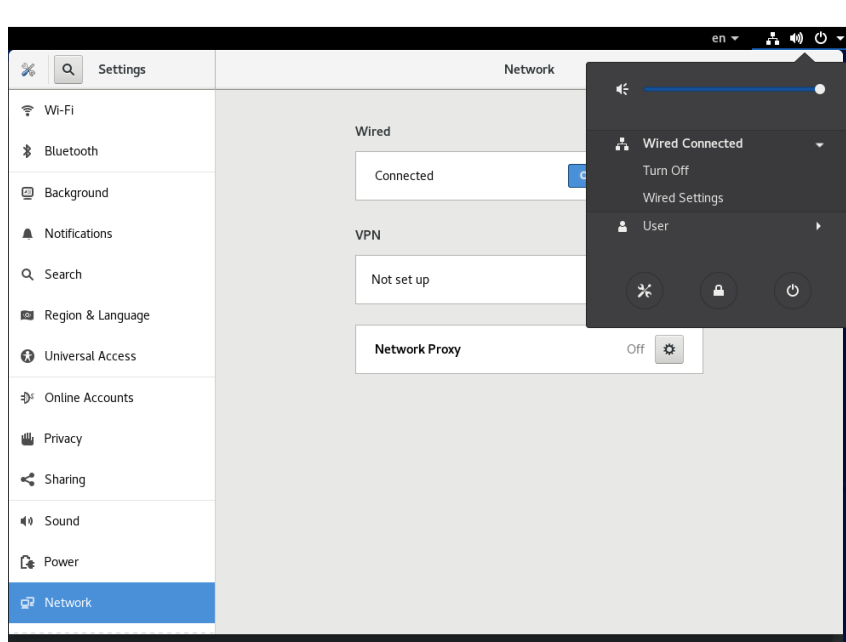 en
Settings
Network
Wi-Fi
Bluetooth
Background
Notifications
Search
Region & Language
Universal Access
Online Accounts
Privacy
Sharing
Sound
Power
Network
Wired
Connected
VPN
Not set up
Network Proxy
Off
Wired Connected
Turn Off
Wired Settings
User